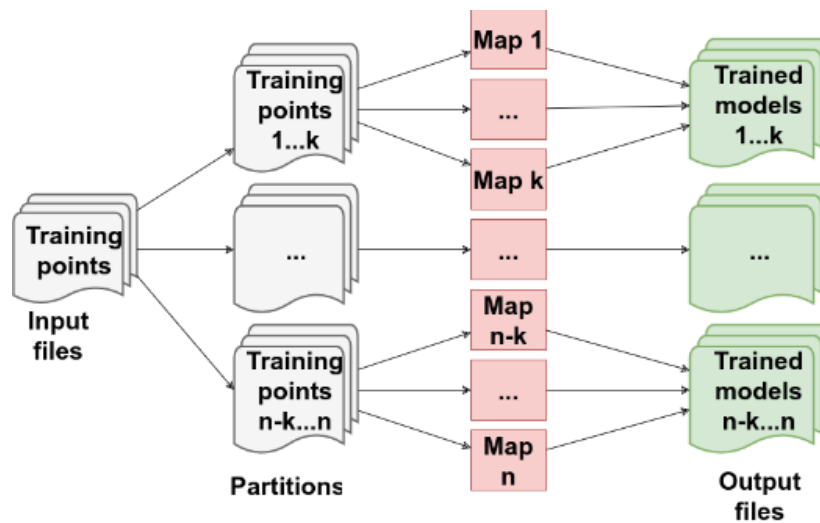 Training
points
Input
files
Training
points
1...k
...
Training
points
n-k...n
Partitions
Map 1
...
Map k
...
Map
n-k
...
Map
n
Trained
models
1...k
...
Trained
models
n-k...n
Output
files